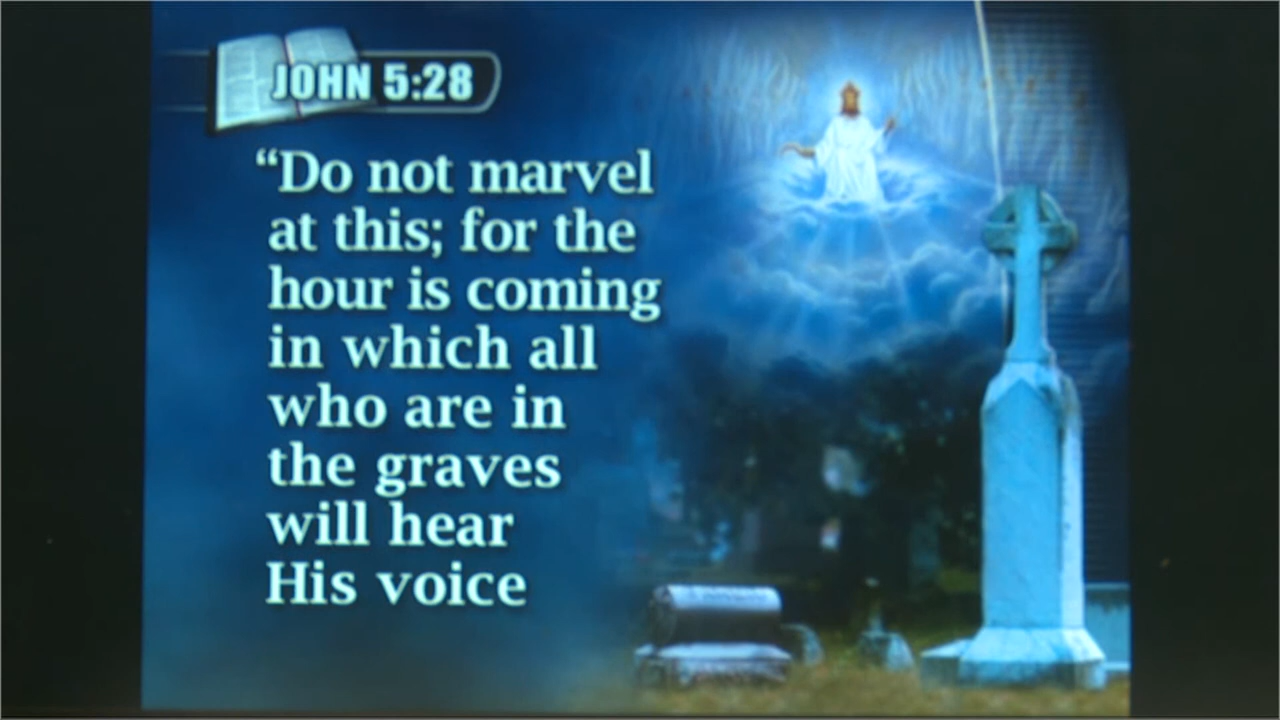 JOHN 5:28
“Do not marvel
at this; for the
hour is coming
in which all
who are in
the graves
will hear
His voice